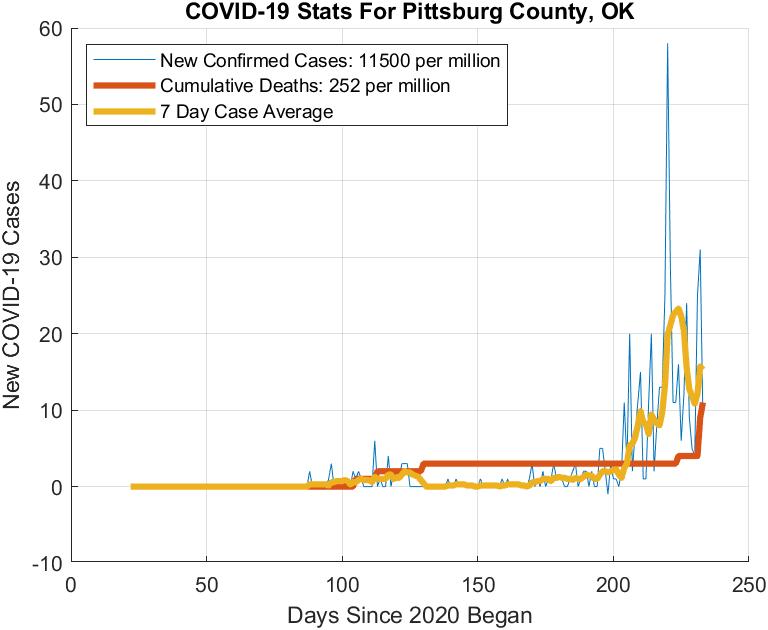 COVID-19 Stats For Pittsburg County, OK
New Confirmed Cases: 11500 per million
Cumulative Deaths: 252 per million
7 Day Case Average
New COVID-19 Cases
60
50
40
30
20
10
0
-10
0 50 100 150 200 250
Days Since 2020 Began